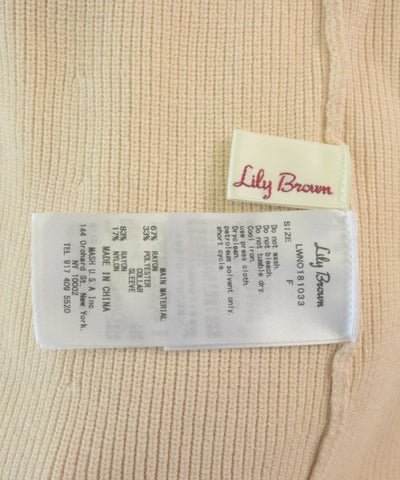 Lily Brown
Lily Brown
LWNO181033
SIZE F
Do not wash.
Do not bleach.
Do not tumble dry.
Cool iron.
use press cloth.
Dryclean.
petroleum solvent only.
short cycle.
MAIN MATERIAL
67% RAYON
33% POLYESTER
COLLAR
SLEEVE
83% RAYON
17% NYLON
MADE IN CHINA
MASH U S A Inc.
144 Orchard St, New York,
NY 10002
TEL 917 409 5520